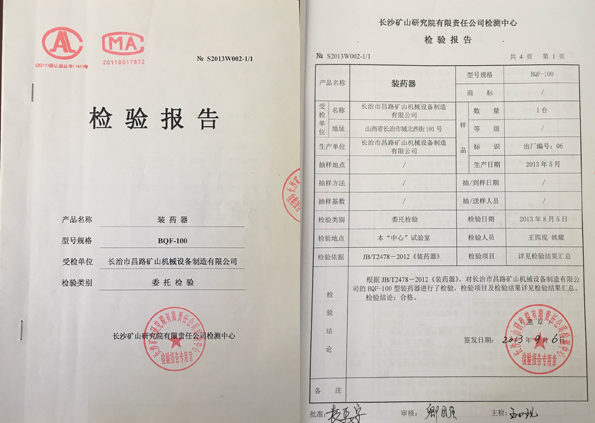 CAL
CMA
2011801787Z
№ S2013W002-1/1
检验报告
产品名称 装药器
型号规格 BQF-100
受检单位 长治市昌路矿山机械设备制造有限公司
检验类别 委托检验
长沙矿山研究院有限责任公司检测中心
检验报告专用章
长沙矿山研究院有限责任公司检测中心
检验报告
№ S2013W002-1/1 共 4 页 第 1 页
产品名称 装药器 型号规格 BQF-100
商标 /
受检单位 名称 长治市昌路矿山机械设备制造有限公司 样品 数量 1台
地址 山西省长治市城北西街191号 等级 /
生产单位 长治市昌路矿山机械设备制造有限公司 标识 出厂编号：06
抽样地点 / 生产日期 2013年5月
抽样方法 / 抽/到样日期 /
抽样基数 / 抽/送样人员 /
检验类别 委托检验 检验日期 2013年8月5日
检验地点 本“中心”试验室 检验人员
检验依据 JB/T2478－2012《装药器》 检验项目 详见检验结果汇总
检验结论
根据JB/T2478－2012《装药器》，对长治市昌路矿山机械设备制造有限公司
的BQF-100型装药器进行了检验，检验项目及检验结果详见检验结果汇总。
检验结论：合格。
签发日期：2013年9月6日
检验报告专用章
备注
批准： 审核： 主检：